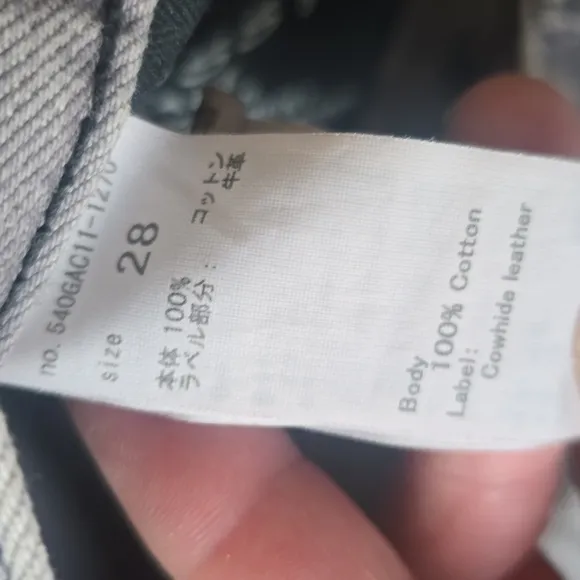 no. 540GAC11-1270
size 28
本体 100% コットン
ラベル部分: 牛革
Body
100% Cotton
Label:
Cowhide leather